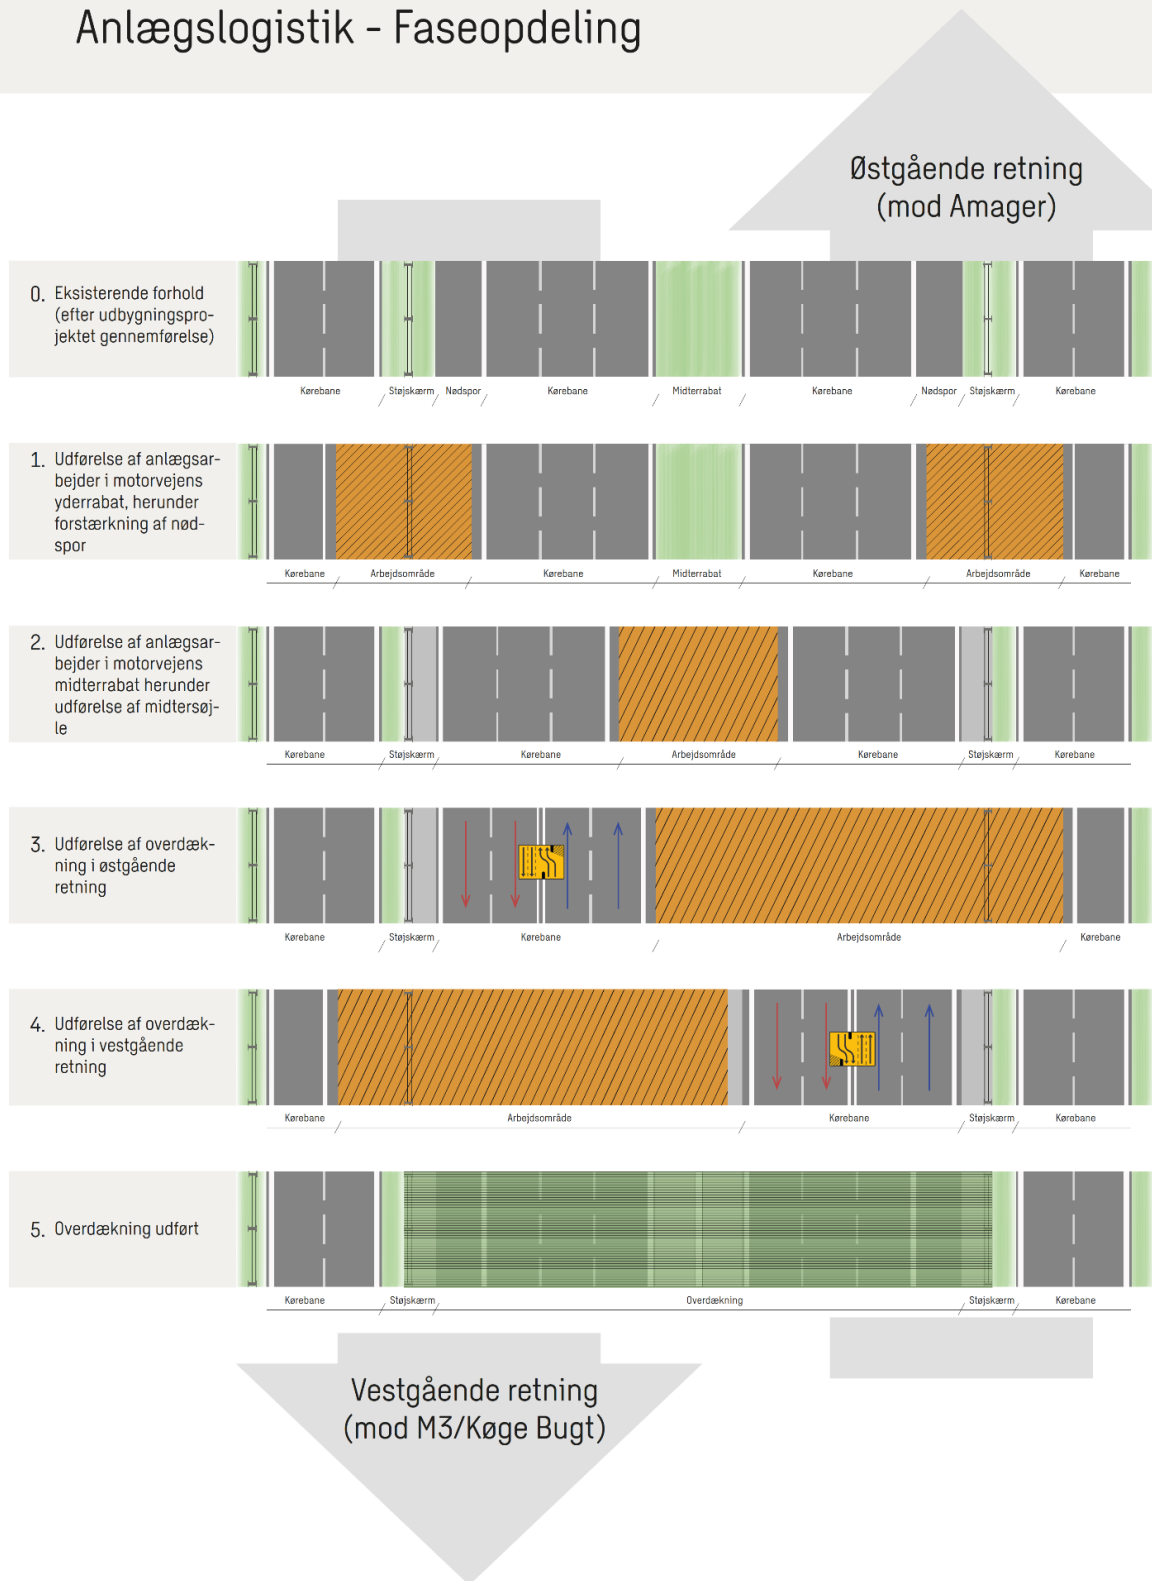 Anlægslogistik - Faseopdeling
Østgående retning
(mod Amager)
0. Eksisterende forhold
(efter udbygningspro-
jektet gennemførelse)
Kørebane / Støjskærm / Nødspor / Kørebane / Midterrabat / Kørebane / Nødspor / Støjskærm / Kørebane
1. Udførelse af anlægsar-
bejder i motorvejens
yderrabat, herunder
forstærkning af nød-
spor
Kørebane / Arbejdsområde / Kørebane / Midterrabat / Kørebane / Arbejdsområde / Kørebane
2. Udførelse af anlægsar-
bejder i motorvejens
midterrabat herunder
udførelse af midtersøj-
le
Kørebane / Støjskærm / Kørebane / Arbejdsområde / Kørebane / Støjskærm / Kørebane
3. Udførelse af overdæk-
ning i østgående
retning
Kørebane / Støjskærm / Kørebane / Arbejdsområde / Kørebane
4. Udførelse af overdæk-
ning i vestgående
retning
Kørebane / Arbejdsområde / Kørebane / Støjskærm / Kørebane
5. Overdækning udført
Kørebane / Støjskærm / Overdækning / Støjskærm / Kørebane
Vestgående retning
(mod M3/Køge Bugt)